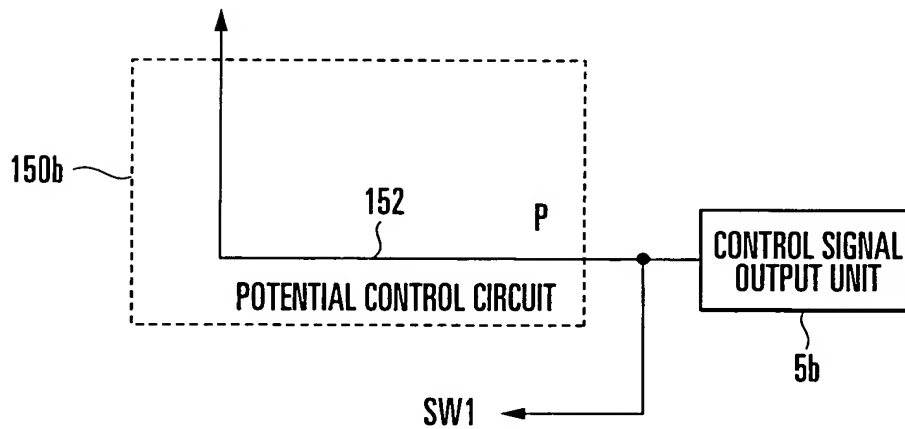 150b
152
P
POTENTIAL CONTROL CIRCUIT
CONTROL SIGNAL
OUTPUT UNIT
5b
SW1